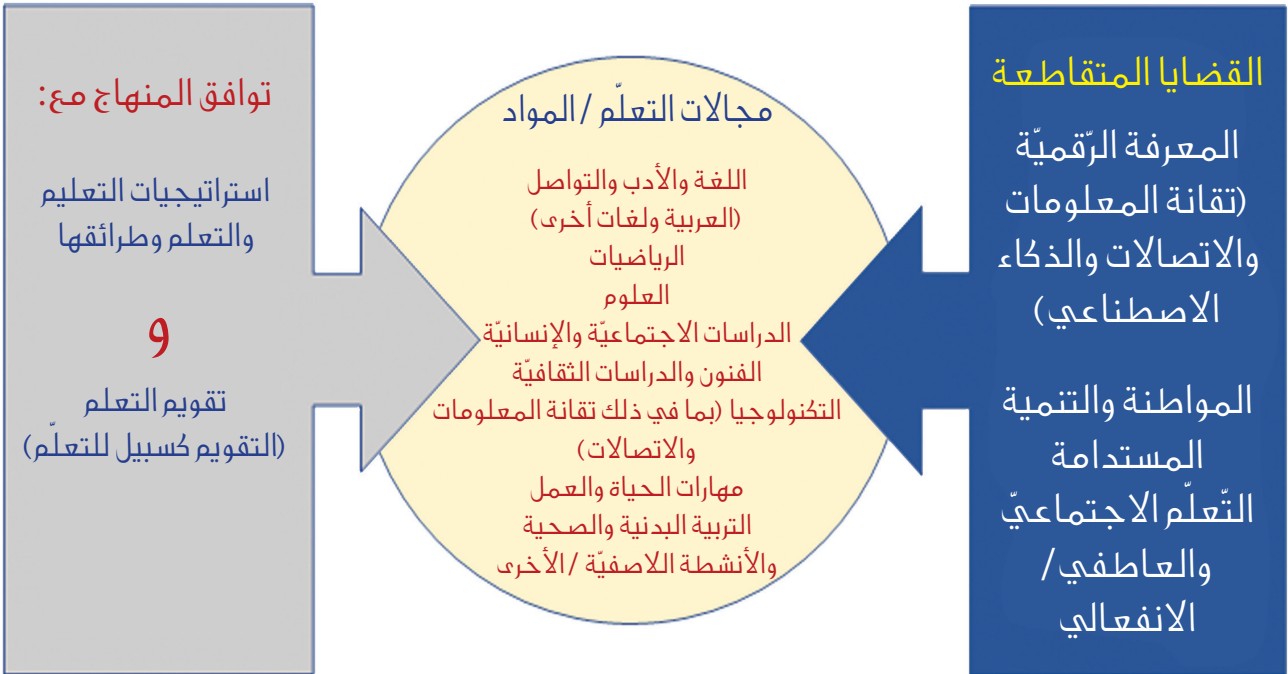 القضايا المتقاطعة
المعرفة الرّقميّة
(تقانة المعلومات
والاتصالات والذكاء
الاصطناعي)
المواطنة والتنمية
المستدامة
التّعلّم الاجتماعيّ
والعاطفي/
الانفعالي
مجالات التعلّم / المواد
اللغة والأدب والتواصل
(العربية ولغات أخرى)
الرياضيات
العلوم
الدراسات الاجتماعيّة والإنسانيّة
الفنون والدراسات الثقافيّة
التكنولوجيا (بما في ذلك تقانة المعلومات
والاتصالات)
مهارات الحياة والعمل
التربية البدنية والصحية
والأنشطة اللاصفيّة / الأخرى
توافق المنهاج مع:
استراتيجيات التعليم
والتعلم وطرائقها
و
تقويم التعلم
(التقويم كسبيل للتعلّم)